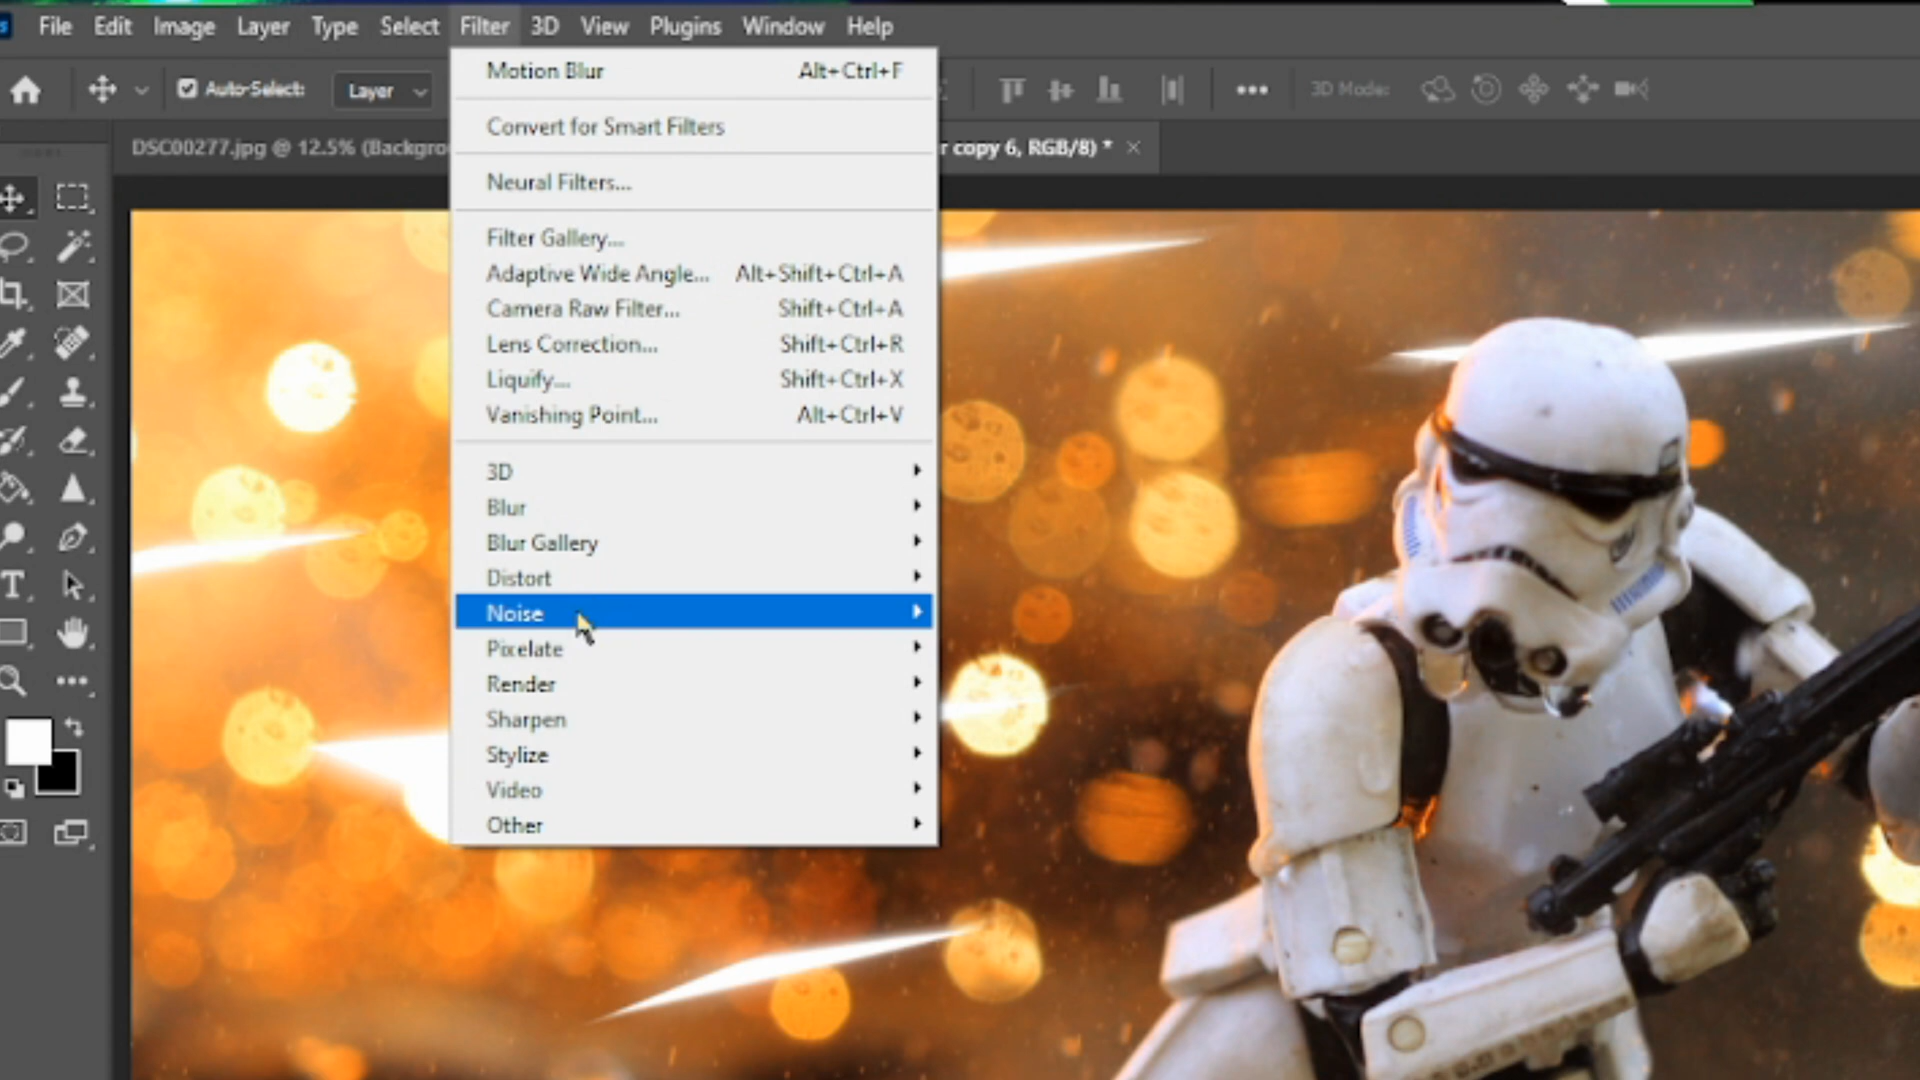 File Edit Image Layer Type Select Filter 3D View Plugins Window Help
Motion Blur Alt+Ctrl+F
Auto-Select: Layer 3D Mode:
Convert for Smart Filters
DSC00277.jpg @ 12.5% (Backgro r copy 6, RGB/8) *
Neural Filters...
Filter Gallery...
Adaptive Wide Angle... Alt+Shift+Ctrl+A
Camera Raw Filter... Shift+Ctrl+A
Lens Correction... Shift+Ctrl+R
Liquify... Shift+Ctrl+X
Vanishing Point... Alt+Ctrl+V
3D
Blur
Blur Gallery
Distort
Noise
Pixelate
Render
Sharpen
Stylize
Video
Other